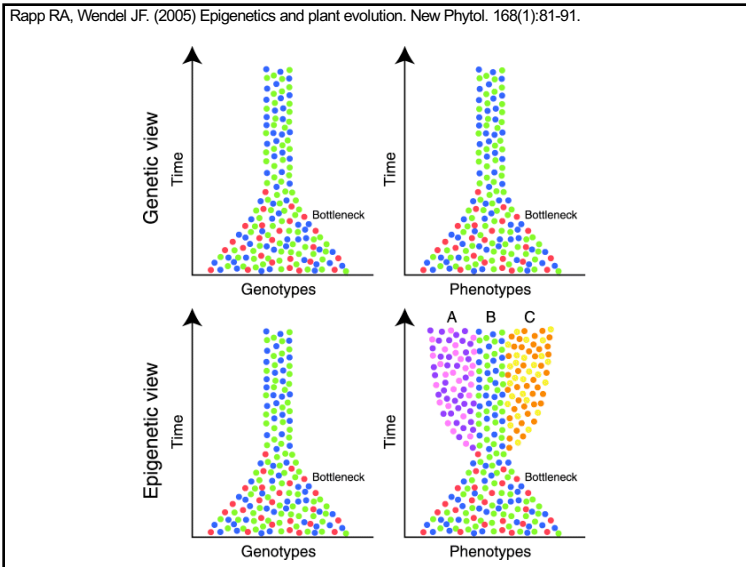 Rapp RA, Wendel JF. (2005) Epigenetics and plant evolution. New Phytol. 168(1):81-91.
Genetic view
Time
Bottleneck
Genotypes
Time
Bottleneck
Phenotypes
Epigenetic view
Time
Bottleneck
Genotypes
A B C
Time
Bottleneck
Phenotypes